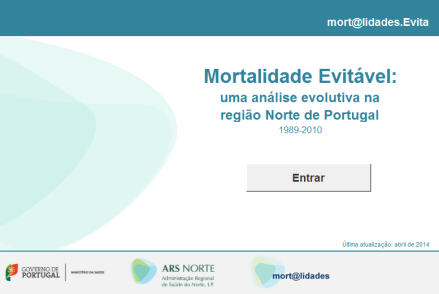 mort@lidades.Evita
Mortalidade Evitável:
uma análise evolutiva na
região Norte de Portugal
1989-2010
Entrar
Última atualização: abril de 2014
GOVERNO DE
PORTUGAL
MINISTÉRIO DA SAÚDE
ARS NORTE
Administração Regional
de Saúde do Norte, I.P.
mort@lidades